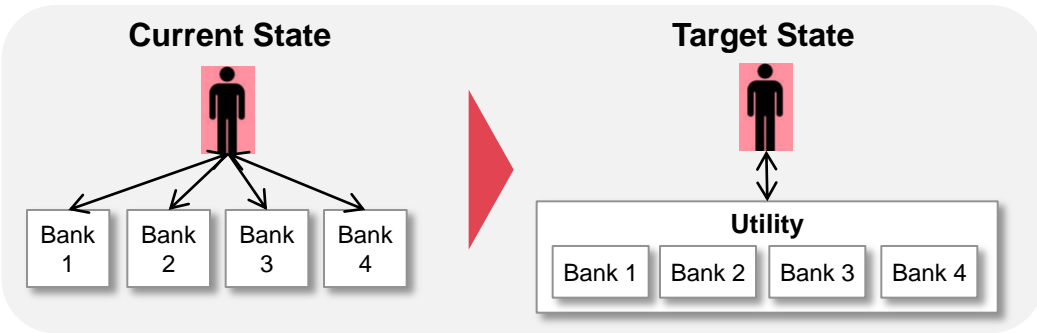 Current State
Target State
Bank
1
Bank
2
Bank
3
Bank
4
Utility
Bank 1
Bank 2
Bank 3
Bank 4